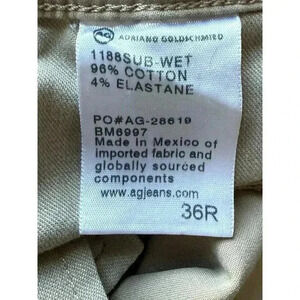 AG ADRIANO GOLDSCHMIED
1188SUB-WET
96% COTTON
4% ELASTANE
PO#AG-28619
BM6997
Made in Mexico of
imported fabric and
globally sourced
components
www.agjeans.com
36R